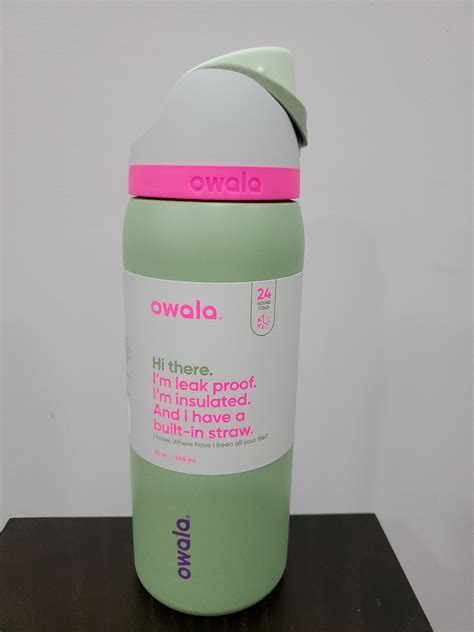 owala
owala.
24
HOURS
COLD
Hi there.
I'm leak proof.
I'm insulated.
And I have a
built-in straw.
I know. Where have I been all your life?
owala.